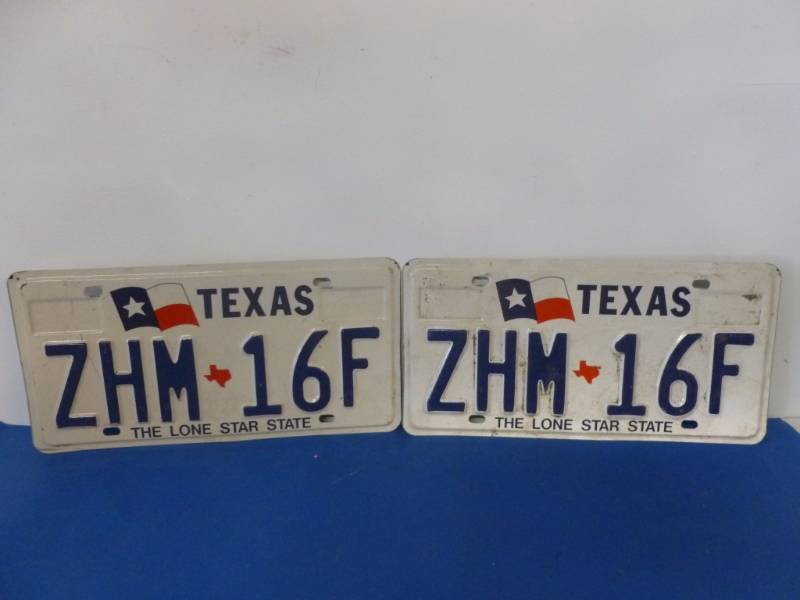 TEXAS
ZHM 16F
THE LONE STAR STATE
TEXAS
ZHM 16F
THE LONE STAR STATE